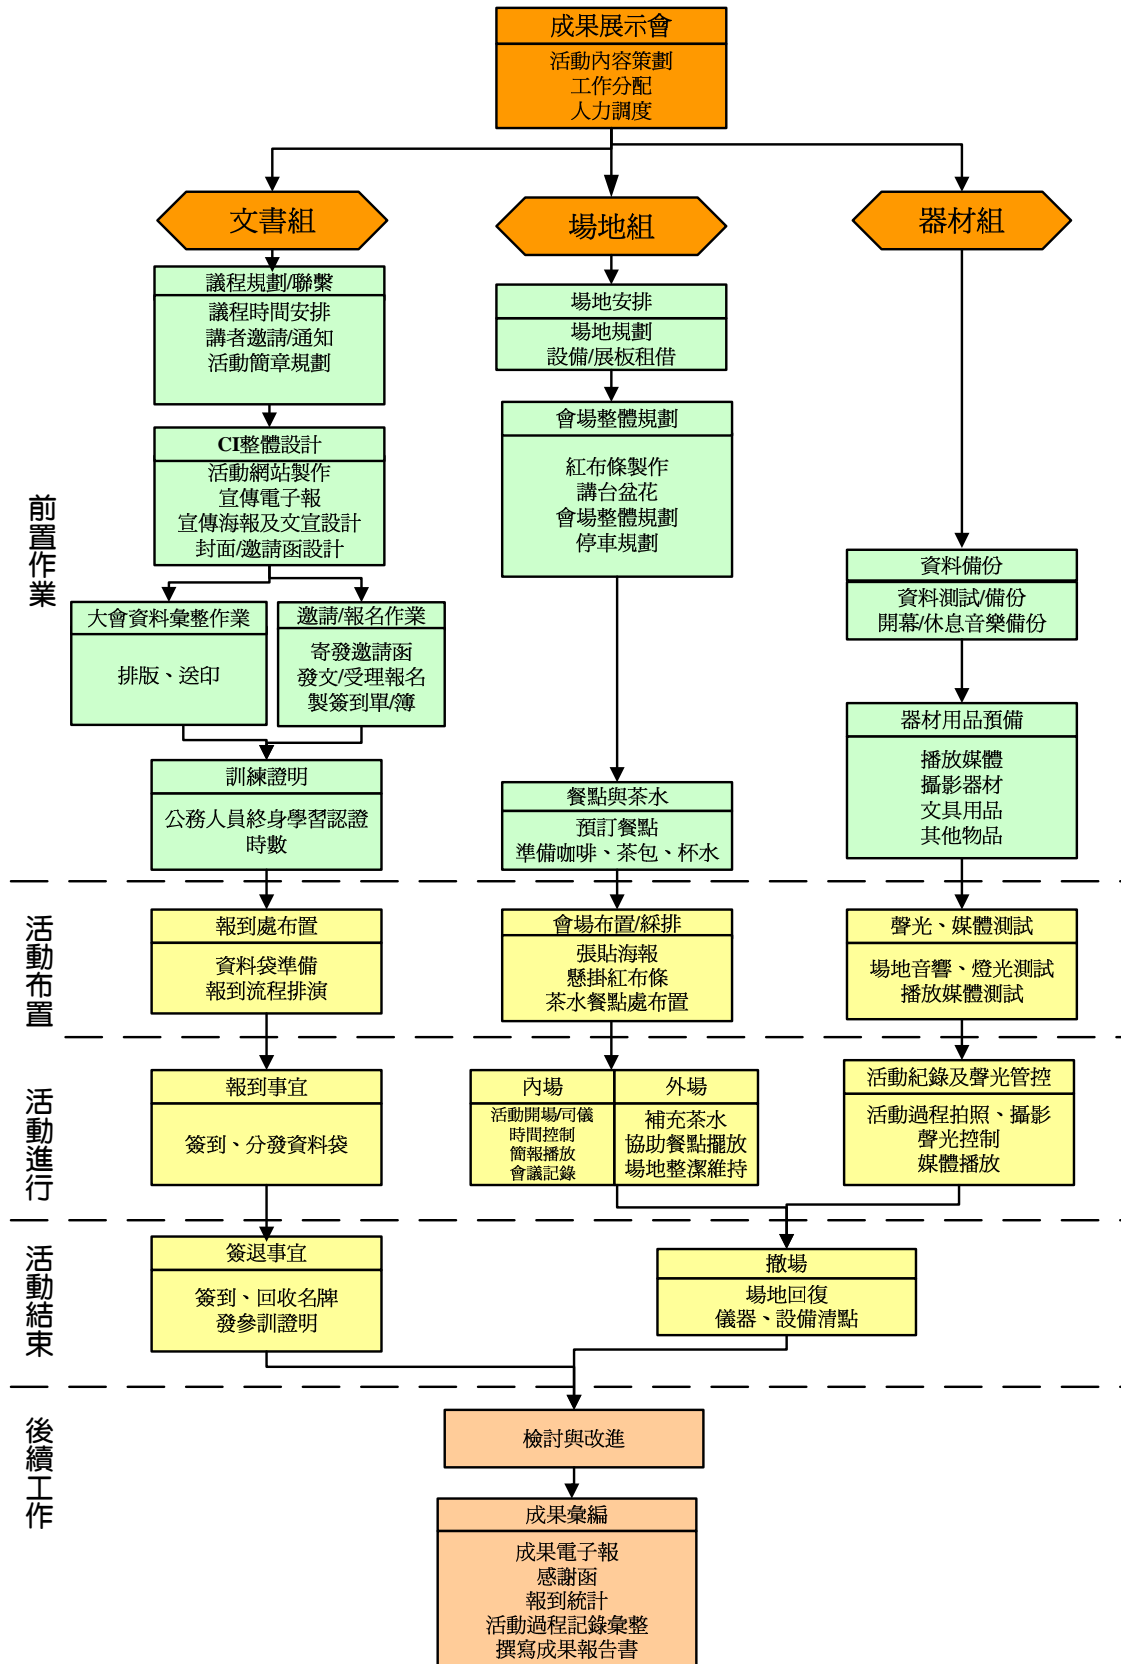 成果展示會
活動內容策劃
工作分配
人力調度
文書組
場地組
器材組
前置作業
議程規劃/聯繫
議程時間安排
講者邀請/通知
活動簡章規劃
場地安排
場地規劃
設備/展板租借
CI整體設計
活動網站製作
宣傳電子報
宣傳海報及文宣設計
封面/邀請函設計
會場整體規劃
紅布條製作
講台盆花
會場整體規劃
停車規劃
資料備份
資料測試/備份
開幕/休息音樂備份
大會資料彙整作業
排版、送印
邀請/報名作業
寄發邀請函
發文/受理報名
製簽到單/簿
器材用品預備
播放媒體
攝影器材
文具用品
其他物品
訓練證明
公務人員終身學習認證
時數
餐點與茶水
預訂餐點
準備咖啡、茶包、杯水
活動布置
報到處布置
資料袋準備
報到流程排演
會場布置/綵排
張貼海報
懸掛紅布條
茶水餐點處布置
聲光、媒體測試
場地音響、燈光測試
播放媒體測試
活動進行
報到事宜
簽到、分發資料袋
內場
活動開場/司儀
時間控制
簡報播放
會議記錄
外場
補充茶水
協助餐點擺放
場地整潔維持
活動紀錄及聲光管控
活動過程拍照、攝影
聲光控制
媒體播放
活動結束
簽退事宜
簽到、回收名牌
發參訓證明
撤場
場地回復
儀器、設備清點
後續工作
檢討與改進
成果彙編
成果電子報
感謝函
報到統計
活動過程記錄彙整
撰寫成果報告書